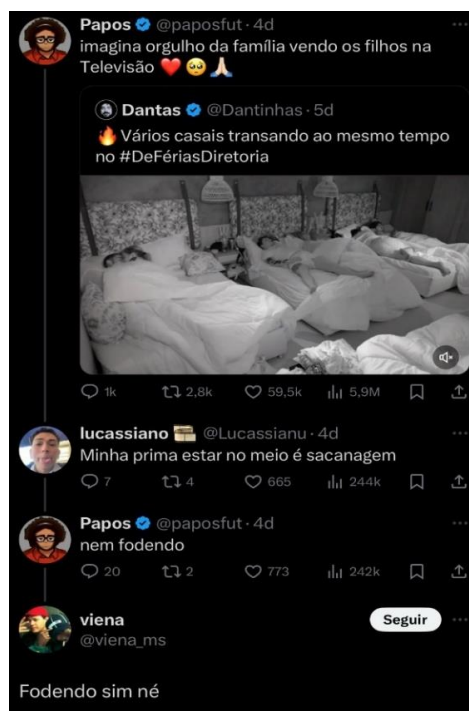 Papos @paposfut · 4d
imagina orgulho da família vendo os filhos na
Televisão ❤️🥹🙏🏻
Dantas @Dantinhas · 5d
🔥Vários casais transando ao mesmo tempo
no #DeFériasDiretoria
1k 2,8k 59,5k 5,9M
lucassiano @Lucassianu · 4d
Minha prima estar no meio é sacanagem
7 4 665 244k
Papos @paposfut · 4d
nem fodendo
20 2 773 242k
viena Seguir
@viena_ms
Fodendo sim né